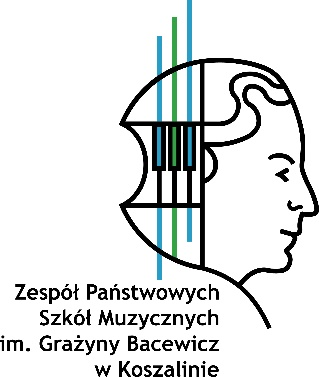 Zespół Państwowych
Szkół Muzycznych
im. Grażyny Bacewicz
w Koszalinie